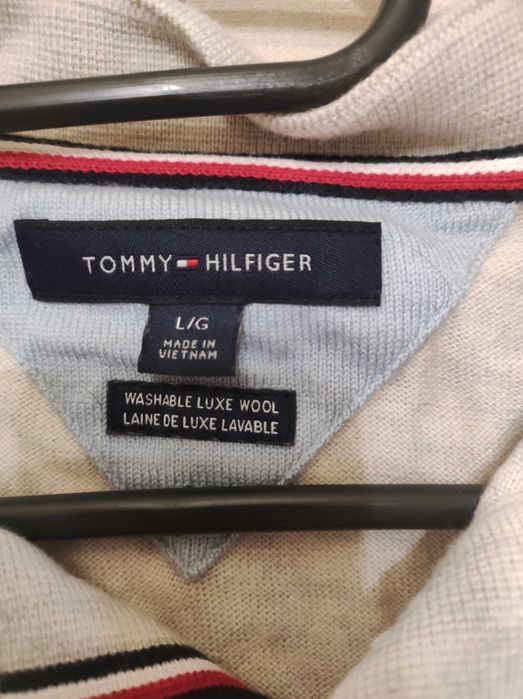 TOMMY HILFIGER
L/G
MADE IN
VIETNAM
WASHABLE LUXE WOOL
LAINE DE LUXE LAVABLE